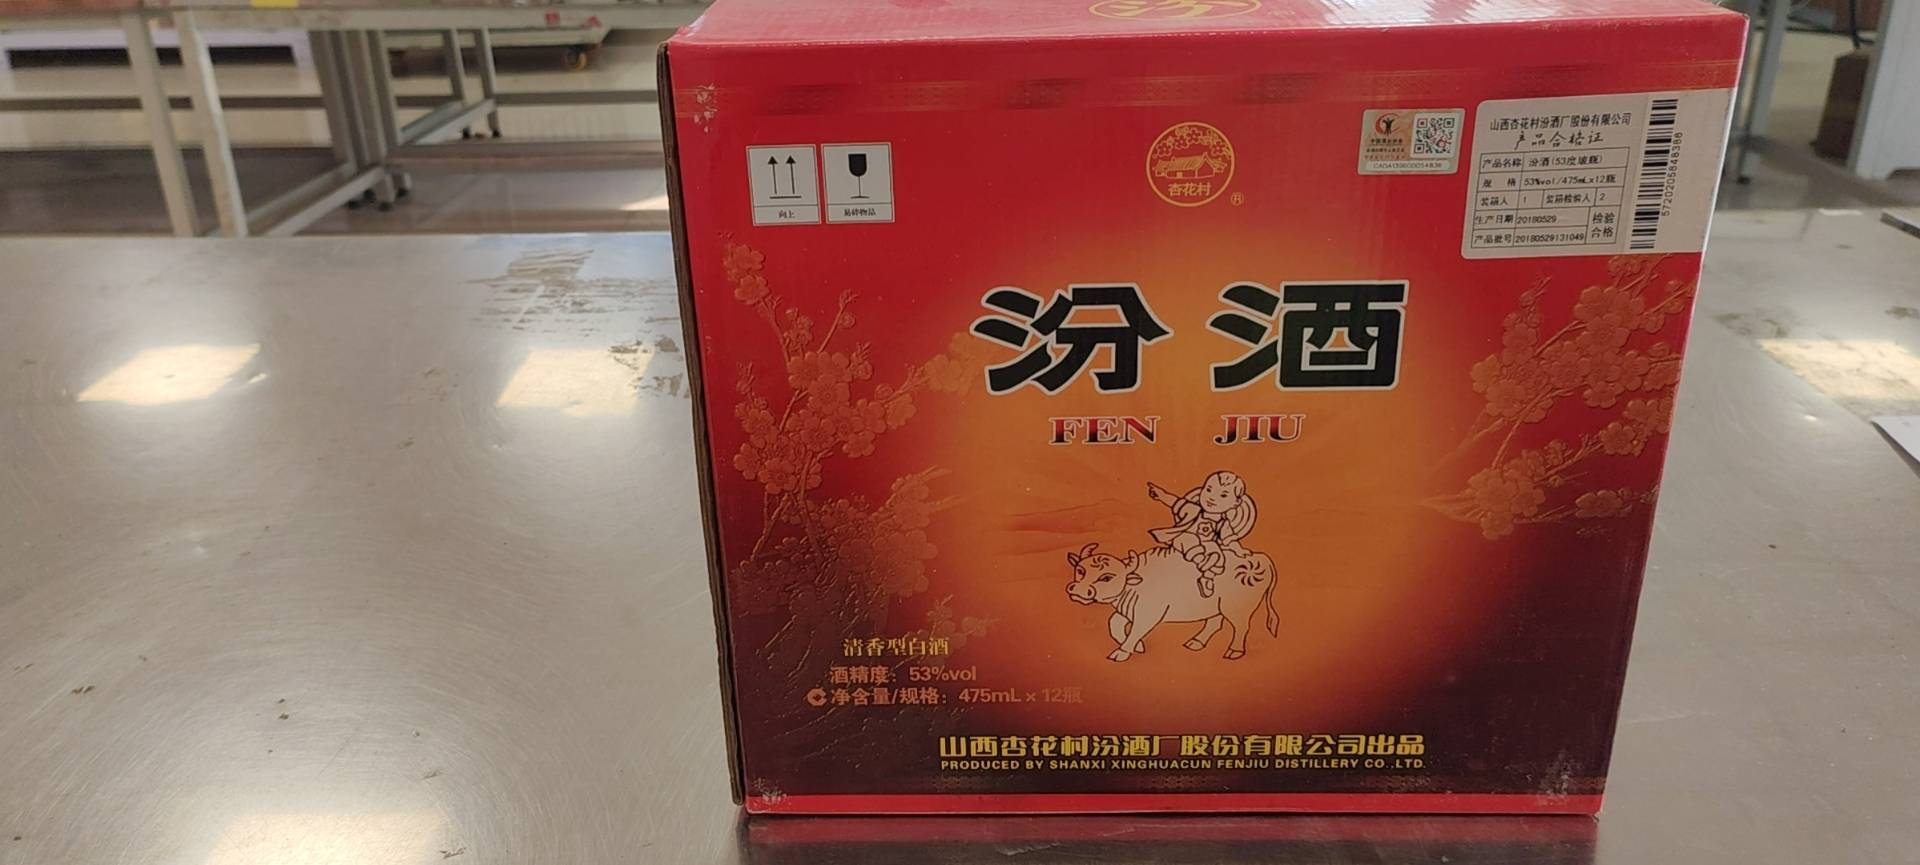 汾
向上
易碎物品
杏花村
®
CADA139600054838
山西杏花村汾酒厂股份有限公司
产品合格证
产品名称 汾酒(53度玻瓶)
规 格 53%vol/475mL×12瓶
装箱人 1 装箱检验人 2
生产日期 20180529 检验
产品批号 20180529131049 合格
汾酒
FEN JIU
清香型白酒
酒精度：53%vol
净含量/规格：475mL×12瓶
山西杏花村汾酒厂股份有限公司出品
PRODUCED BY SHANXI XINGHUACUN FENJIU DISTILLERY CO.,LTD.